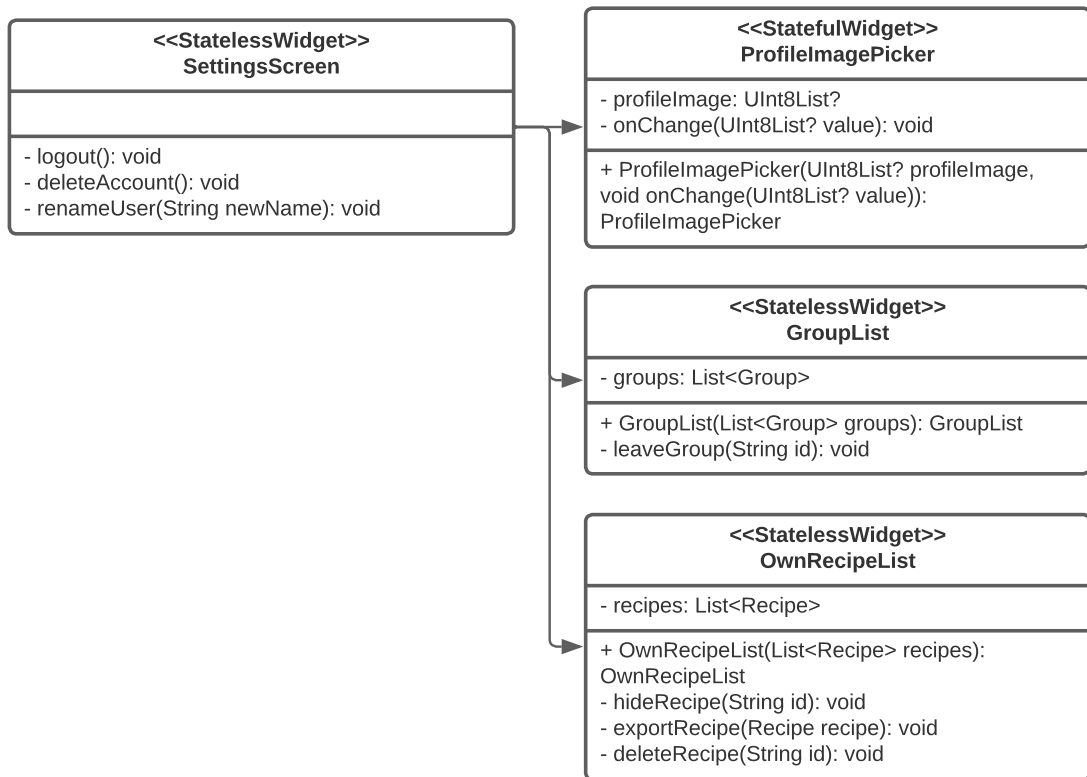 <<StatelessWidget>>
SettingsScreen
- logout(): void
- deleteAccount(): void
- renameUser(String newName): void
<<StatefulWidget>>
ProfileImagePicker
- profileImage: UInt8List?
- onChange(UInt8List? value): void
+ ProfileImagePicker(UInt8List? profileImage,
void onChange(UInt8List? value)):
ProfileImagePicker
<<StatelessWidget>>
GroupList
- groups: List<Group>
+ GroupList(List<Group> groups): GroupList
- leaveGroup(String id): void
<<StatelessWidget>>
OwnRecipeList
- recipes: List<Recipe>
+ OwnRecipeList(List<Recipe> recipes):
OwnRecipeList
- hideRecipe(String id): void
- exportRecipe(Recipe recipe): void
- deleteRecipe(String id): void